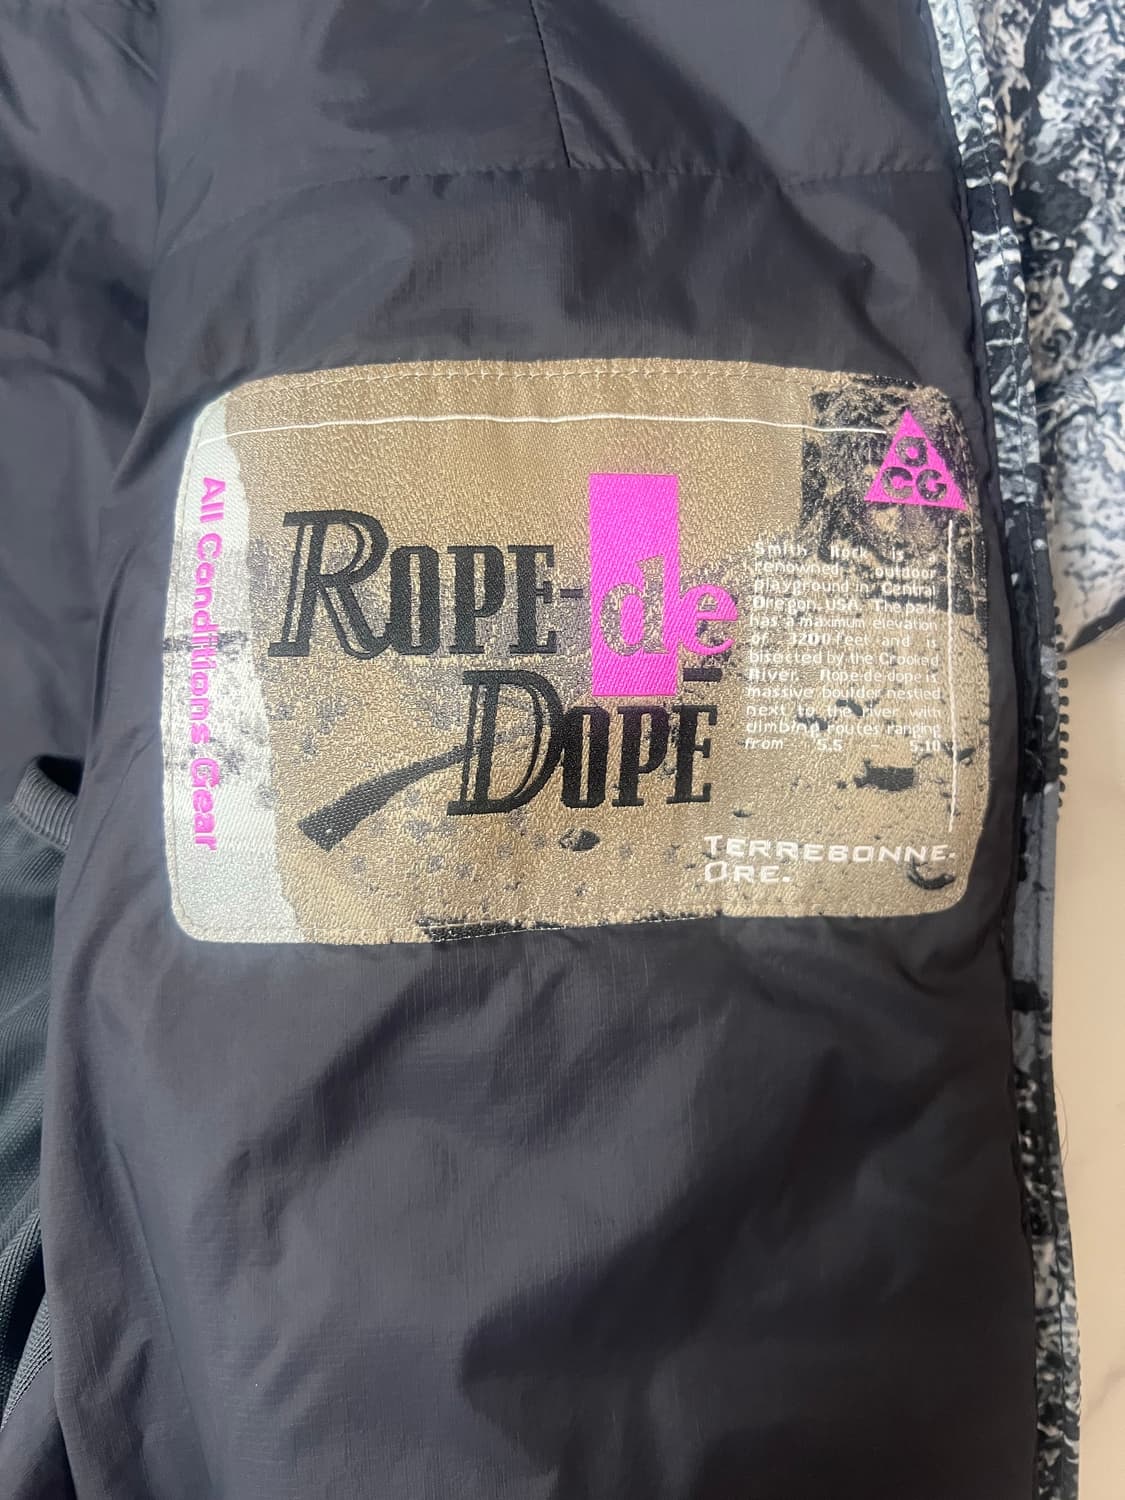 All Conditions Gear
ROPE-de
-DOPE
aCG
Smith Rock is a
renowned outdoor
playground in Central
Oregon, USA. The park
has a maximum elevation
of 3200 feet and is
bisected by the Crooked
River. Rope-de-dope is
massive boulder nestled
next to the river with
climbing routes ranging
from 5.5 - 5.10
TERREBONNE.
ORE.